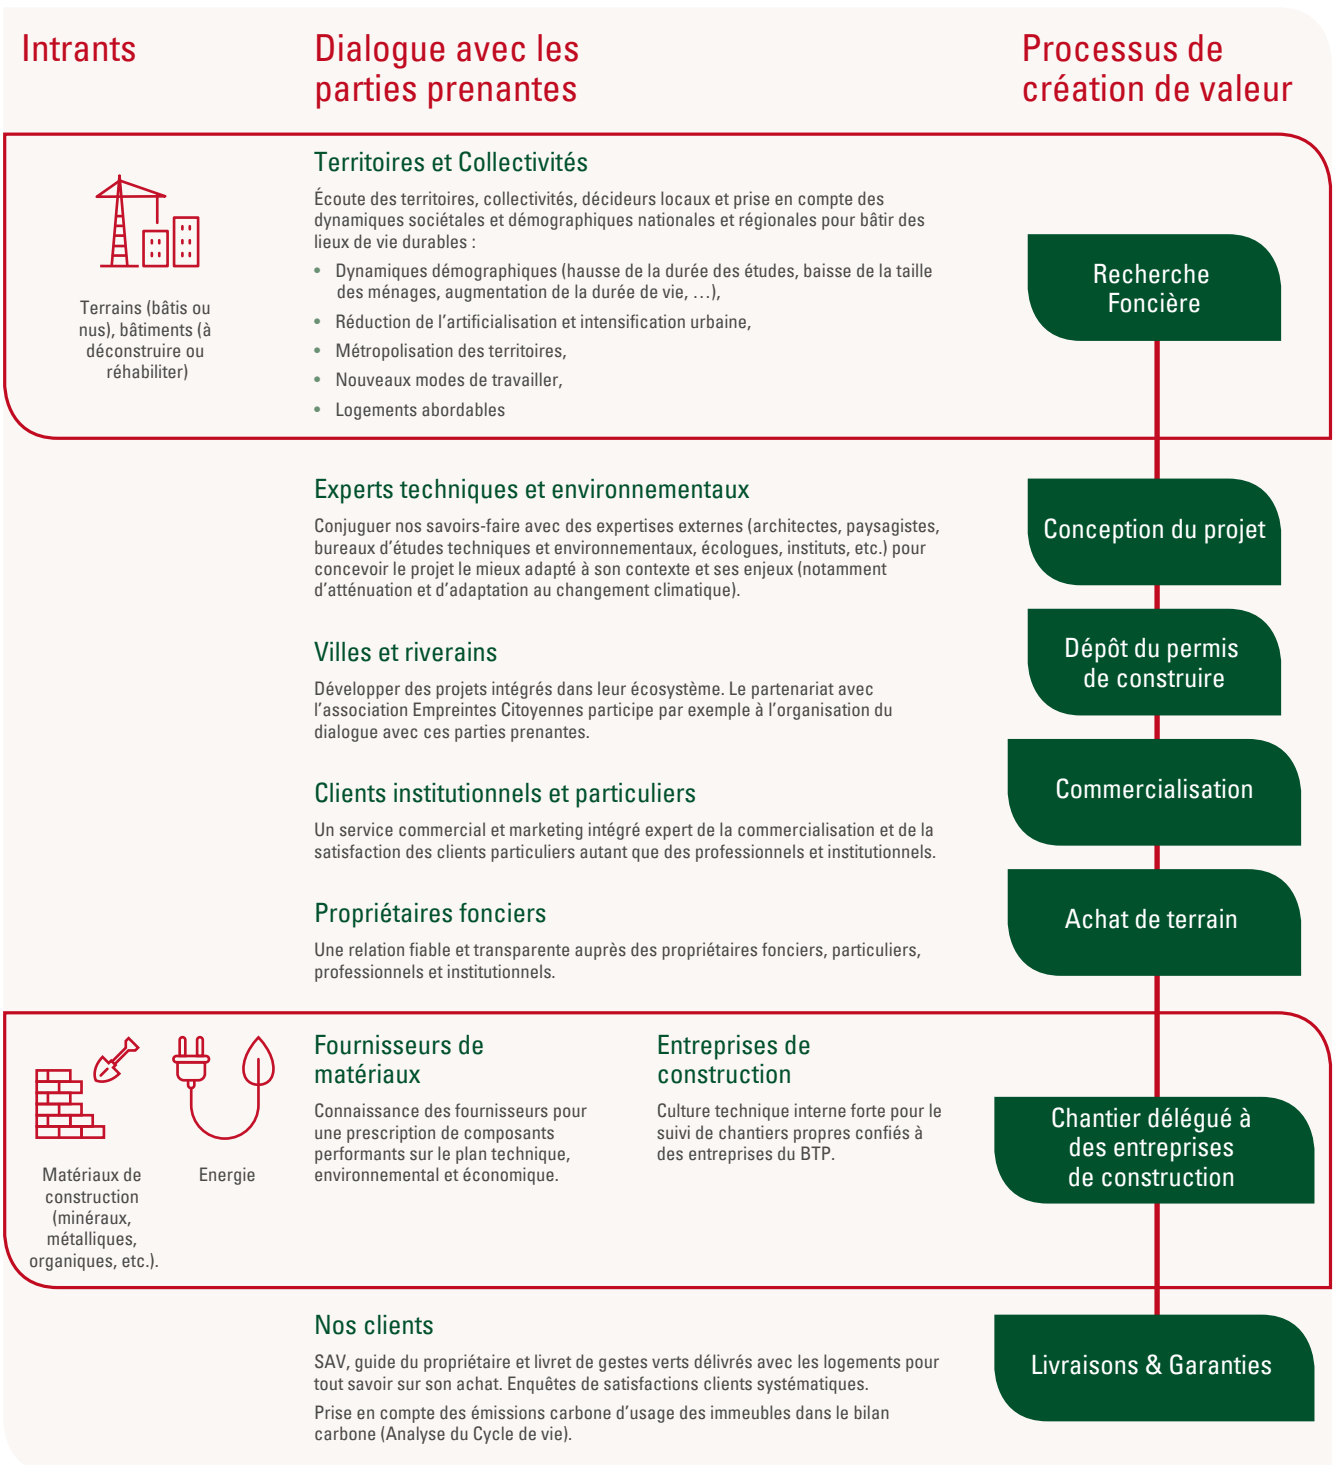 Intrants
Dialogue avec les
parties prenantes
Processus de
création de valeur
Terrains (bâtis ou
nus), bâtiments (à
déconstruire ou
réhabiliter)
Territoires et Collectivités
Écoute des territoires, collectivités, décideurs locaux et prise en compte des
dynamiques sociétales et démographiques nationales et régionales pour bâtir des
lieux de vie durables :
• Dynamiques démographiques (hausse de la durée des études, baisse de la taille
des ménages, augmentation de la durée de vie, …),
• Réduction de l’artificialisation et intensification urbaine,
• Métropolisation des territoires,
• Nouveaux modes de travailler,
• Logements abordables
Recherche
Foncière
Experts techniques et environnementaux
Conjuguer nos savoirs-faire avec des expertises externes (architectes, paysagistes,
bureaux d’études techniques et environnementaux, écologues, instituts, etc.) pour
concevoir le projet le mieux adapté à son contexte et ses enjeux (notamment
d’atténuation et d’adaptation au changement climatique).
Conception du projet
Villes et riverains
Développer des projets intégrés dans leur écosystème. Le partenariat avec
l’association Empreintes Citoyennes participe par exemple à l’organisation du
dialogue avec ces parties prenantes.
Dépôt du permis
de construire
Clients institutionnels et particuliers
Un service commercial et marketing intégré expert de la commercialisation et de la
satisfaction des clients particuliers autant que des professionnels et institutionnels.
Commercialisation
Propriétaires fonciers
Une relation fiable et transparente auprès des propriétaires fonciers, particuliers,
professionnels et institutionnels.
Achat de terrain
Matériaux de
construction
(minéraux,
métalliques,
organiques, etc.).
Energie
Fournisseurs de
matériaux
Connaissance des fournisseurs pour
une prescription de composants
performants sur le plan technique,
environnemental et économique.
Entreprises de
construction
Culture technique interne forte pour le
suivi de chantiers propres confiés à
des entreprises du BTP.
Chantier délégué à
des entreprises
de construction
Nos clients
SAV, guide du propriétaire et livret de gestes verts délivrés avec les logements pour
tout savoir sur son achat. Enquêtes de satisfactions clients systématiques.
Prise en compte des émissions carbone d’usage des immeubles dans le bilan
carbone (Analyse du Cycle de vie).
Livraisons & Garanties